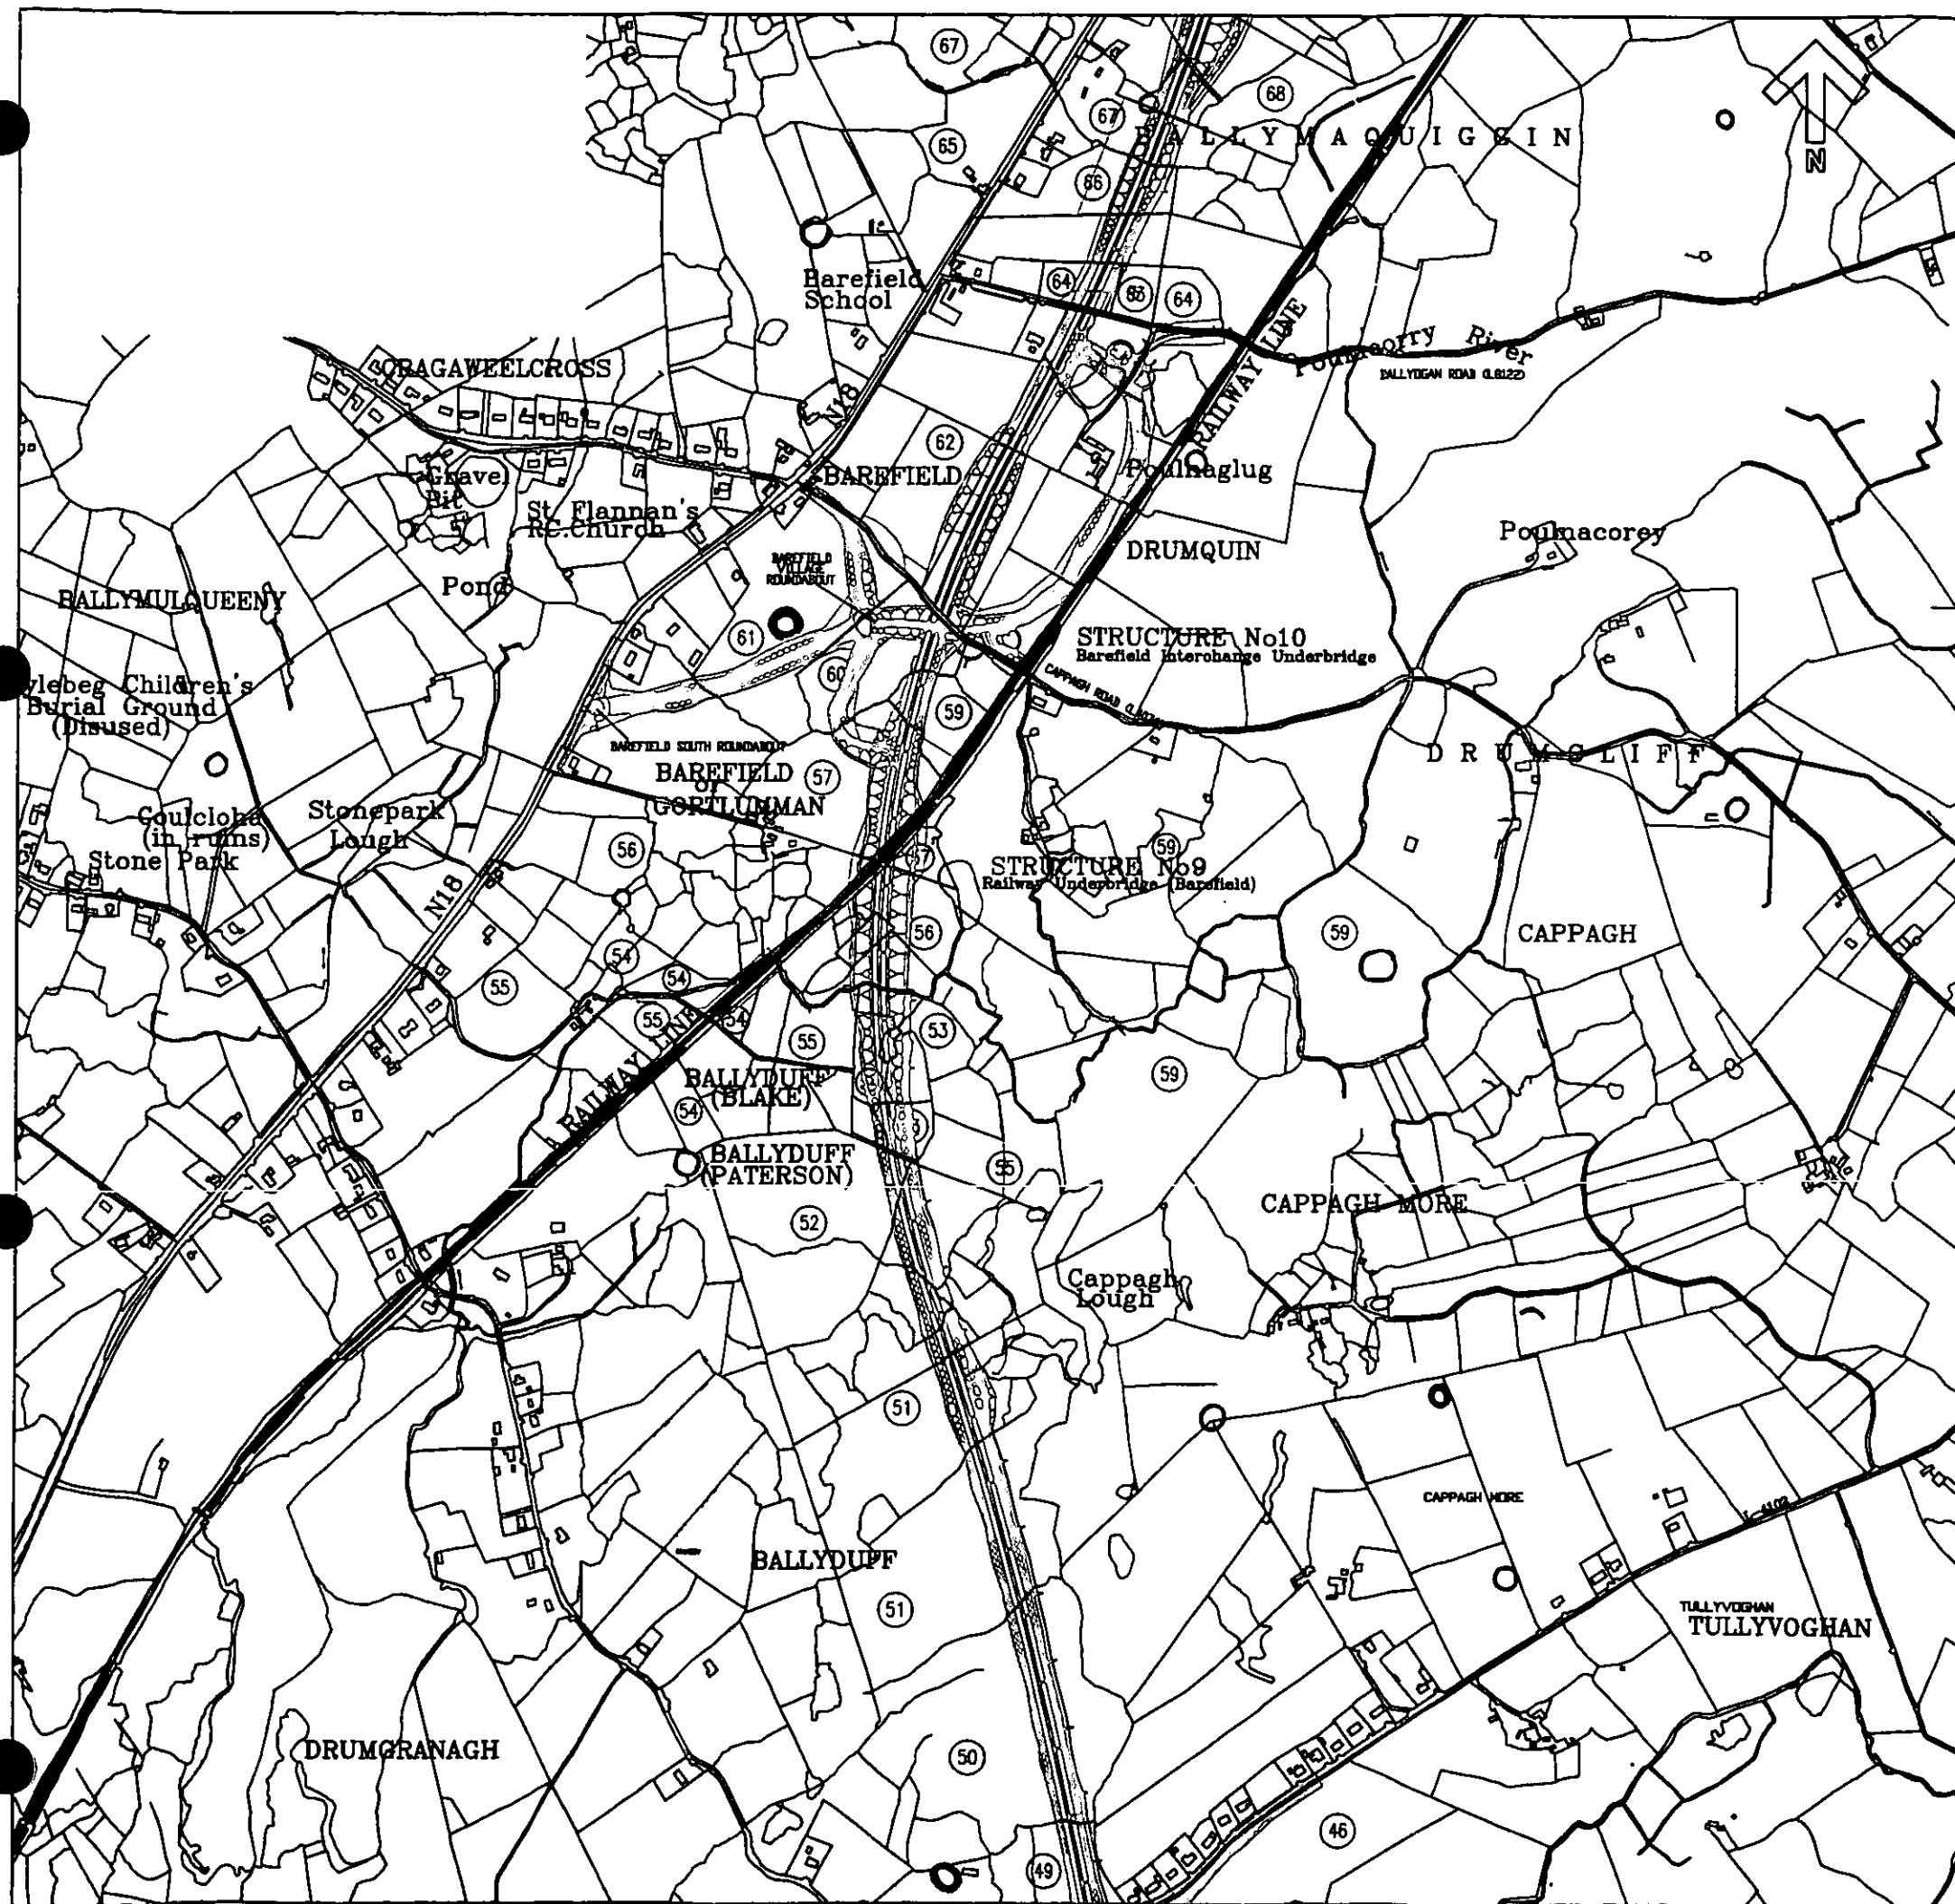 67
68
67
BALLYMAQUIGGIN
N
65
66
Barefield
School
64
63
64
RAILWAY LINE
Poulnacorry River
BALLYOGAN ROAD (L8122)
CRAGAWEELCROSS
N18
62
BAREFIELD
Poulnaglug
Gravel
Pit
St. Flannan's
RC.Church
Poulnacorey
DRUMQUIN
BAREFIELD
VILLAGE
ROUNDABOUT
Pond
BALLYMULQUEENY
61
STRUCTURE No10
Barefield Interchange Underbridge
60
CAPPAGH ROAD
ylebeg Children's
Burial Ground
(Disused)
59
BAREFIELD SOUTH ROUNDABOUT
BAREFIELD
or
GORTLUMMAN
57
DRUMCLIFF
Coulcloha
(in ruins)
Stone Park
Stonepark
Lough
56
57
59
STRUCTURE No9
Railway Underbridge (Barefield)
N18
56
59
CAPPAGH
54
54
55
55
54
53
55
RAILWAY LINE
BALLYDUFF
(BLAKE)
59
54
BALLYDUFF
(PATERSON)
55
52
CAPPAGH MORE
Cappagh
Lough
51
CAPPAGH MORE
L-4102
BALLYDUFF
51
TULLYVOGHAN
TULLYVOGHAN
DRUMGRANAGH
50
46
49